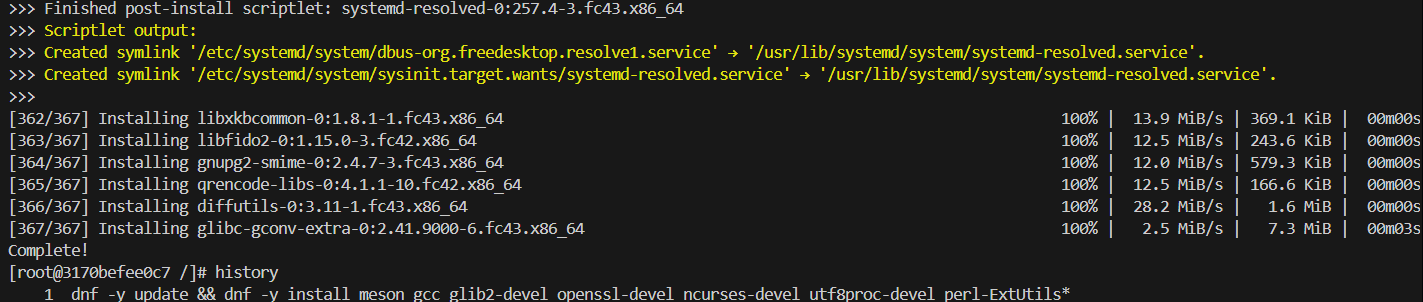 >>> Finished post-install scriptlet: systemd-resolved-0:257.4-3.fc43.x86_64
>>> Scriptlet output:
>>> Created symlink '/etc/systemd/system/dbus-org.freedesktop.resolve1.service' → '/usr/lib/systemd/system/systemd-resolved.service'.
>>> Created symlink '/etc/systemd/system/sysinit.target.wants/systemd-resolved.service' → '/usr/lib/systemd/system/systemd-resolved.service'.
>>>
[362/367] Installing libxkbcommon-0:1.8.1-1.fc43.x86_64 100% | 13.9 MiB/s | 369.1 KiB | 00m00s
[363/367] Installing libfido2-0:1.15.0-3.fc42.x86_64 100% | 12.5 MiB/s | 243.6 KiB | 00m00s
[364/367] Installing gnupg2-smime-0:2.4.7-3.fc43.x86_64 100% | 12.0 MiB/s | 579.3 KiB | 00m00s
[365/367] Installing qrencode-libs-0:4.1.1-10.fc42.x86_64 100% | 12.5 MiB/s | 166.6 KiB | 00m00s
[366/367] Installing diffutils-0:3.11-1.fc43.x86_64 100% | 28.2 MiB/s | 1.6 MiB | 00m00s
[367/367] Installing glibc-gconv-extra-0:2.41.9000-6.fc43.x86_64 100% | 2.5 MiB/s | 7.3 MiB | 00m03s
Complete!
[root@3170befee0c7 /]# history
1 dnf -y update && dnf -y install meson gcc glib2-devel openssl-devel ncurses-devel utf8proc-devel perl-ExtUtils*